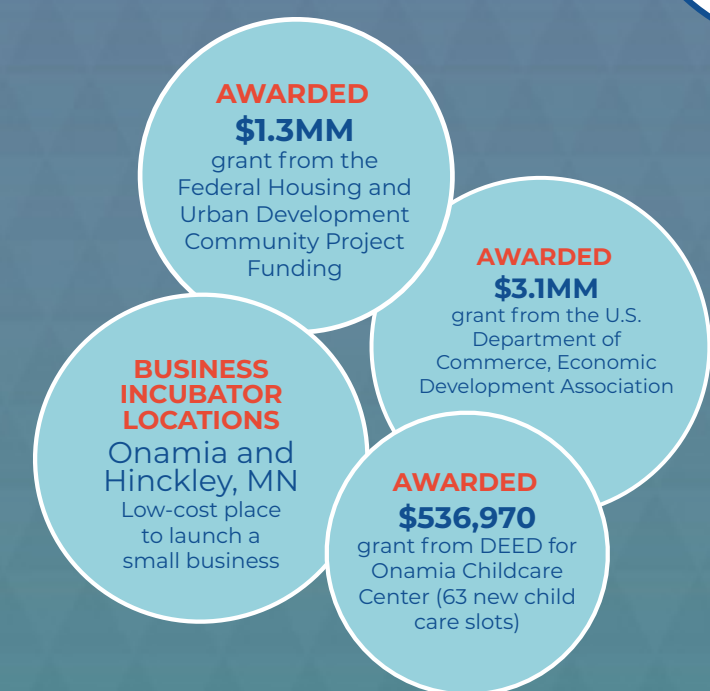 AWARDED
$1.3MM
grant from the
Federal Housing and
Urban Development
Community Project
Funding
AWARDED
$3.1MM
grant from the U.S.
Department of
Commerce, Economic
Development Association
BUSINESS
INCUBATOR
LOCATIONS
Onamia and
Hinckley, MN
Low-cost place
to launch a
small business
AWARDED
$536,970
grant from DEED for
Onamia Childcare
Center (63 new child
care slots)